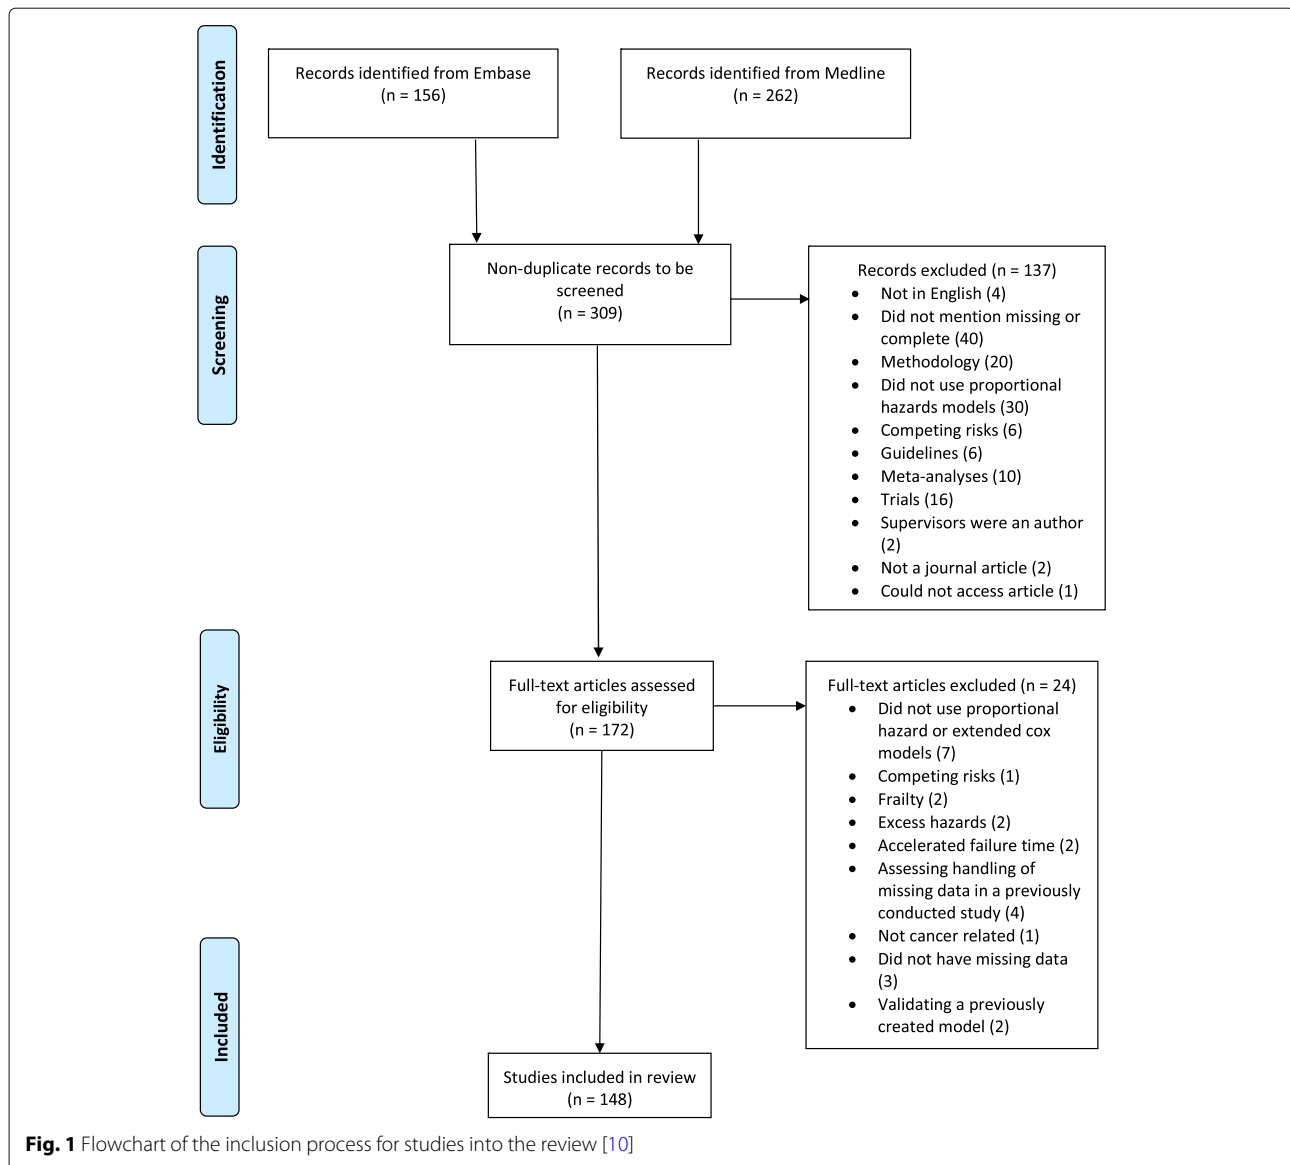 Identification
Records identified from Embase
(n = 156)
Records identified from Medline
(n = 262)
Screening
Non-duplicate records to be
screened
(n = 309)
Records excluded (n = 137)
• Not in English (4)
• Did not mention missing or
complete (40)
• Methodology (20)
• Did not use proportional
hazards models (30)
• Competing risks (6)
• Guidelines (6)
• Meta-analyses (10)
• Trials (16)
• Supervisors were an author
(2)
• Not a journal article (2)
• Could not access article (1)
Eligibility
Full-text articles assessed
for eligibility
(n = 172)
Full-text articles excluded (n = 24)
• Did not use proportional
hazard or extended cox
models (7)
• Competing risks (1)
• Frailty (2)
• Excess hazards (2)
• Accelerated failure time (2)
• Assessing handling of
missing data in a previously
conducted study (4)
• Not cancer related (1)
• Did not have missing data
(3)
• Validating a previously
created model (2)
Included
Studies included in review
(n = 148)
Fig. 1 Flowchart of the inclusion process for studies into the review [10]